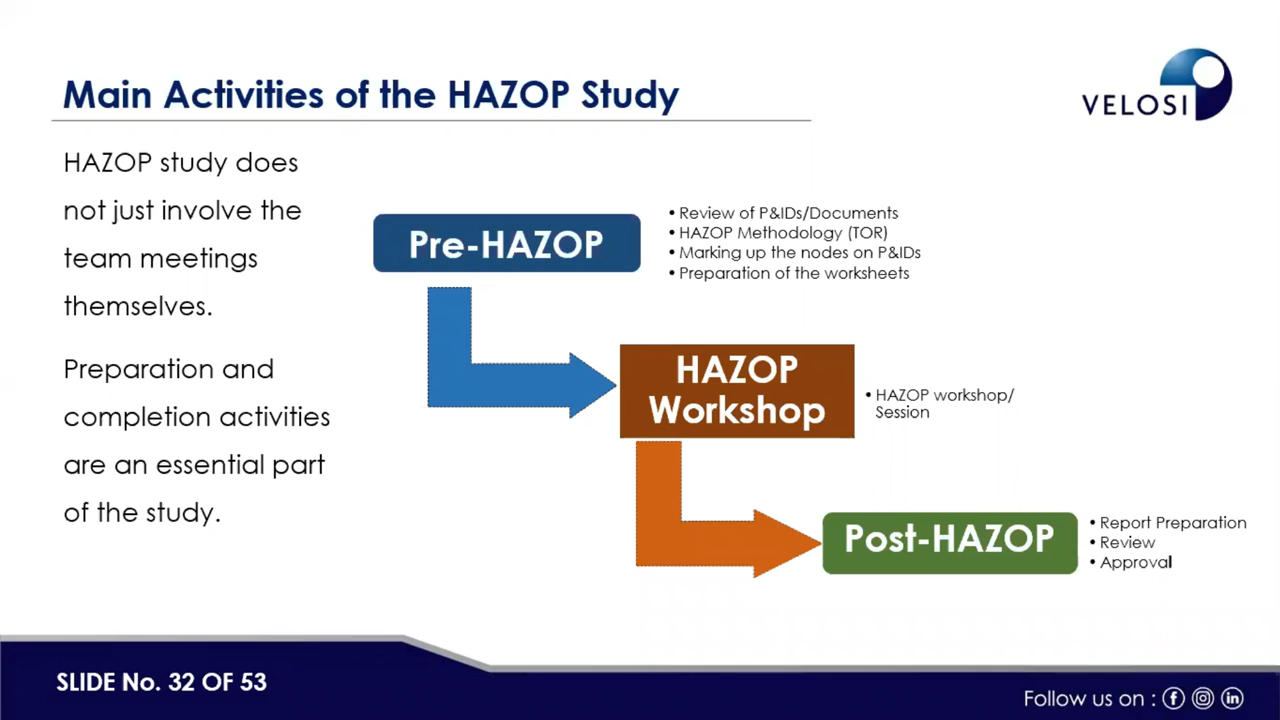 Main Activities of the HAZOP Study
VELOSI
HAZOP study does
not just involve the
team meetings
themselves.
Preparation and
completion activities
are an essential part
of the study.
Pre-HAZOP
• Review of P&IDs/Documents
• HAZOP Methodology (TOR)
• Marking up the nodes on P&IDs
• Preparation of the worksheets
HAZOP
Workshop
• HAZOP workshop/
Session
Post-HAZOP
• Report Preparation
• Review
• Approval
SLIDE No. 32 OF 53
Follow us on :